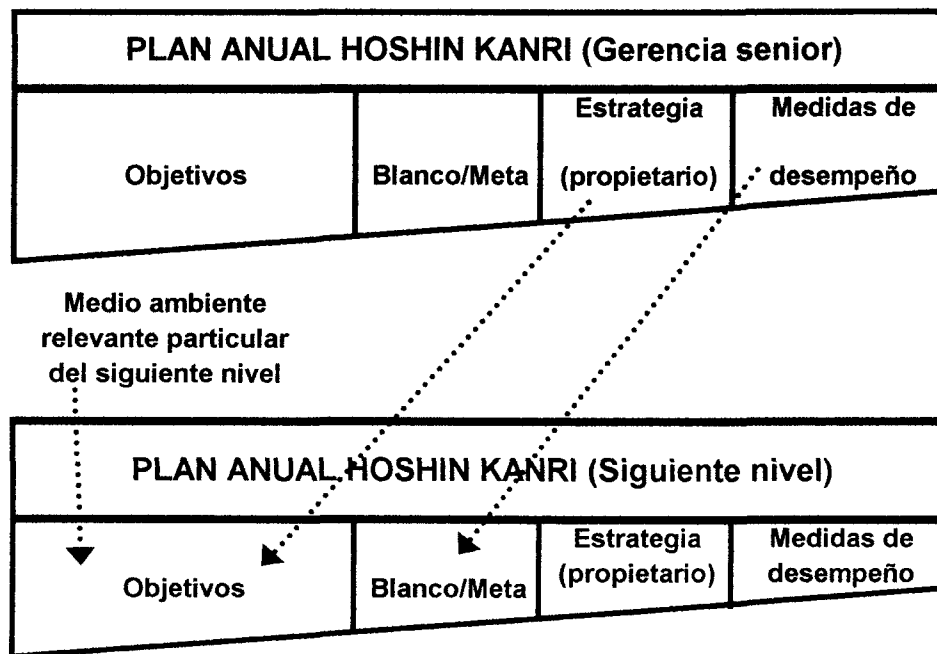 PLAN ANUAL HOSHIN KANRI (Gerencia senior)
Objetivos
Blanco/Meta
Estrategia
(propietario)
Medidas de
desempeño
Medio ambiente
relevante particular
del siguiente nivel
PLAN ANUAL HOSHIN KANRI (Siguiente nivel)
Objetivos
Blanco/Meta
Estrategia
(propietario)
Medidas de
desempeño